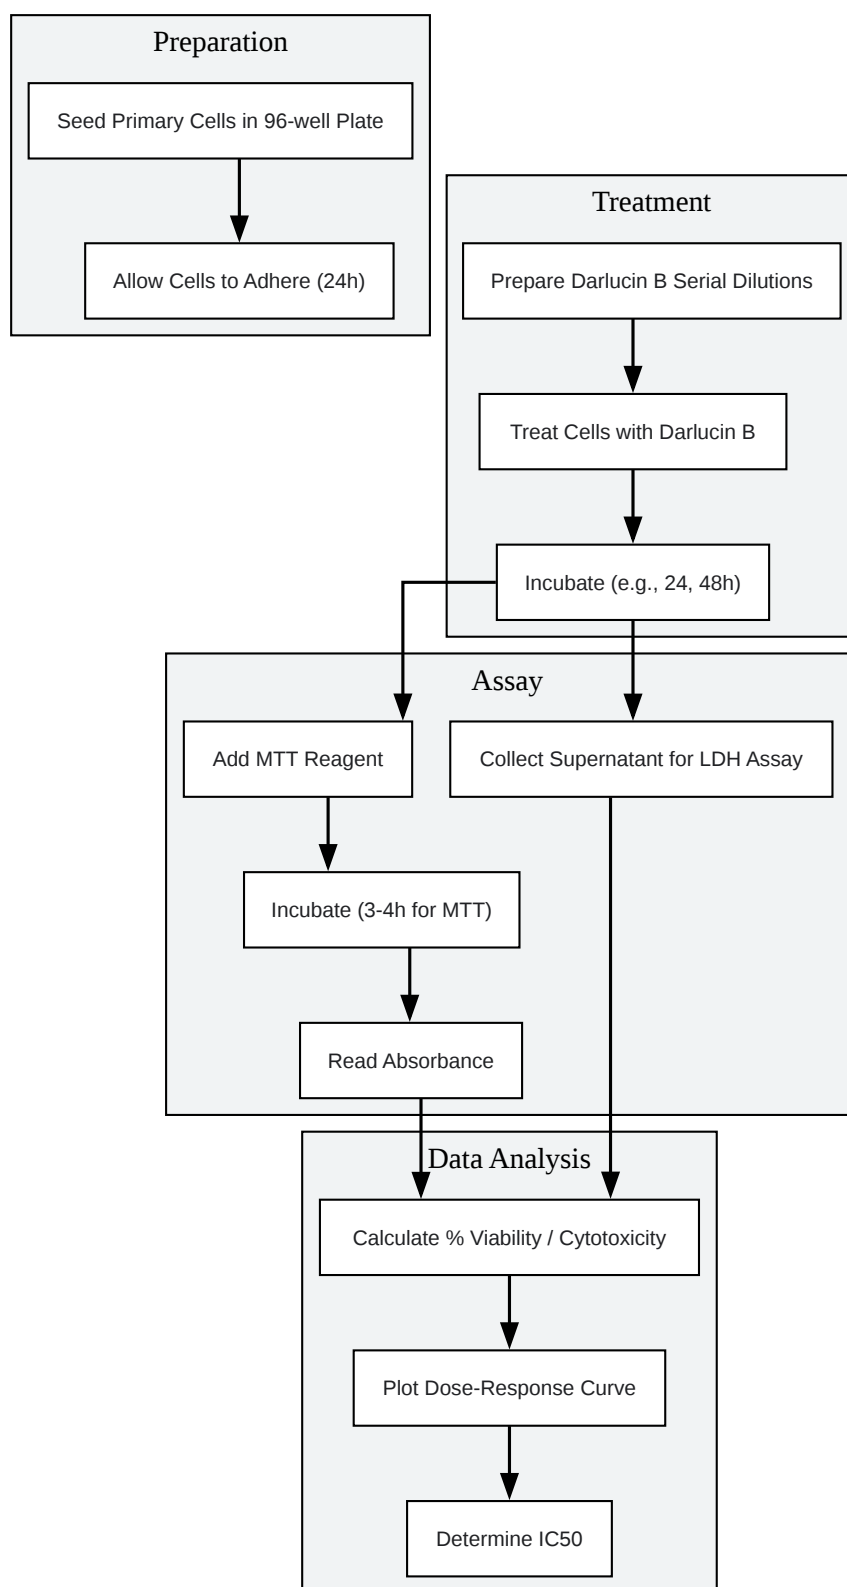 Preparation
Seed Primary Cells in 96-well Plate
Allow Cells to Adhere (24h)
Treatment
Prepare Darlucin B Serial Dilutions
Treat Cells with Darlucin B
Incubate (e.g., 24, 48h)
Assay
Add MTT Reagent
Collect Supernatant for LDH Assay
Incubate (3-4h for MTT)
Read Absorbance
Data Analysis
Calculate % Viability / Cytotoxicity
Plot Dose-Response Curve
Determine IC50